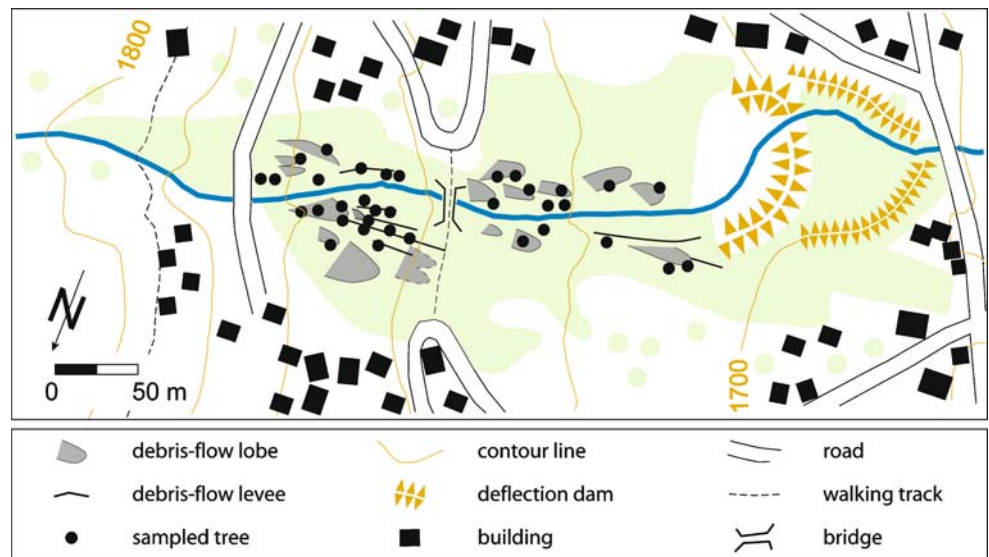 1800
N
0 50 m
1700
debris-flow lobe
contour line
road
debris-flow levee
deflection dam
walking track
sampled tree
building
bridge